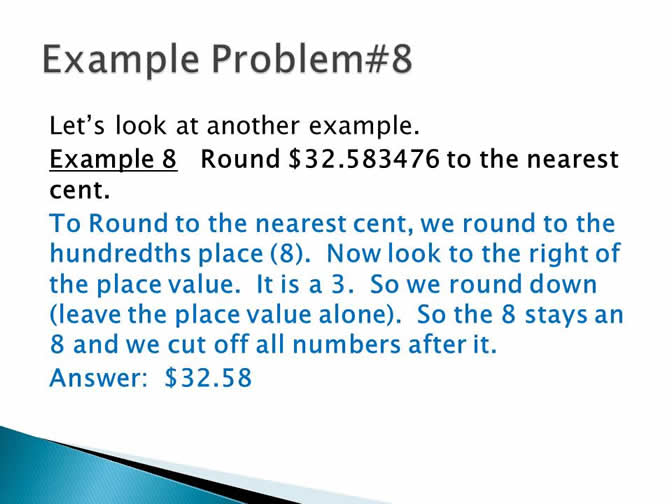 Example Problem#8
Let’s look at another example.
Example 8   Round $32.583476 to the nearest
cent.
To Round to the nearest cent, we round to the
hundredths place (8).  Now look to the right of
the place value.  It is a 3.  So we round down
(leave the place value alone).  So the 8 stays an
8 and we cut off all numbers after it.
Answer:  $32.58